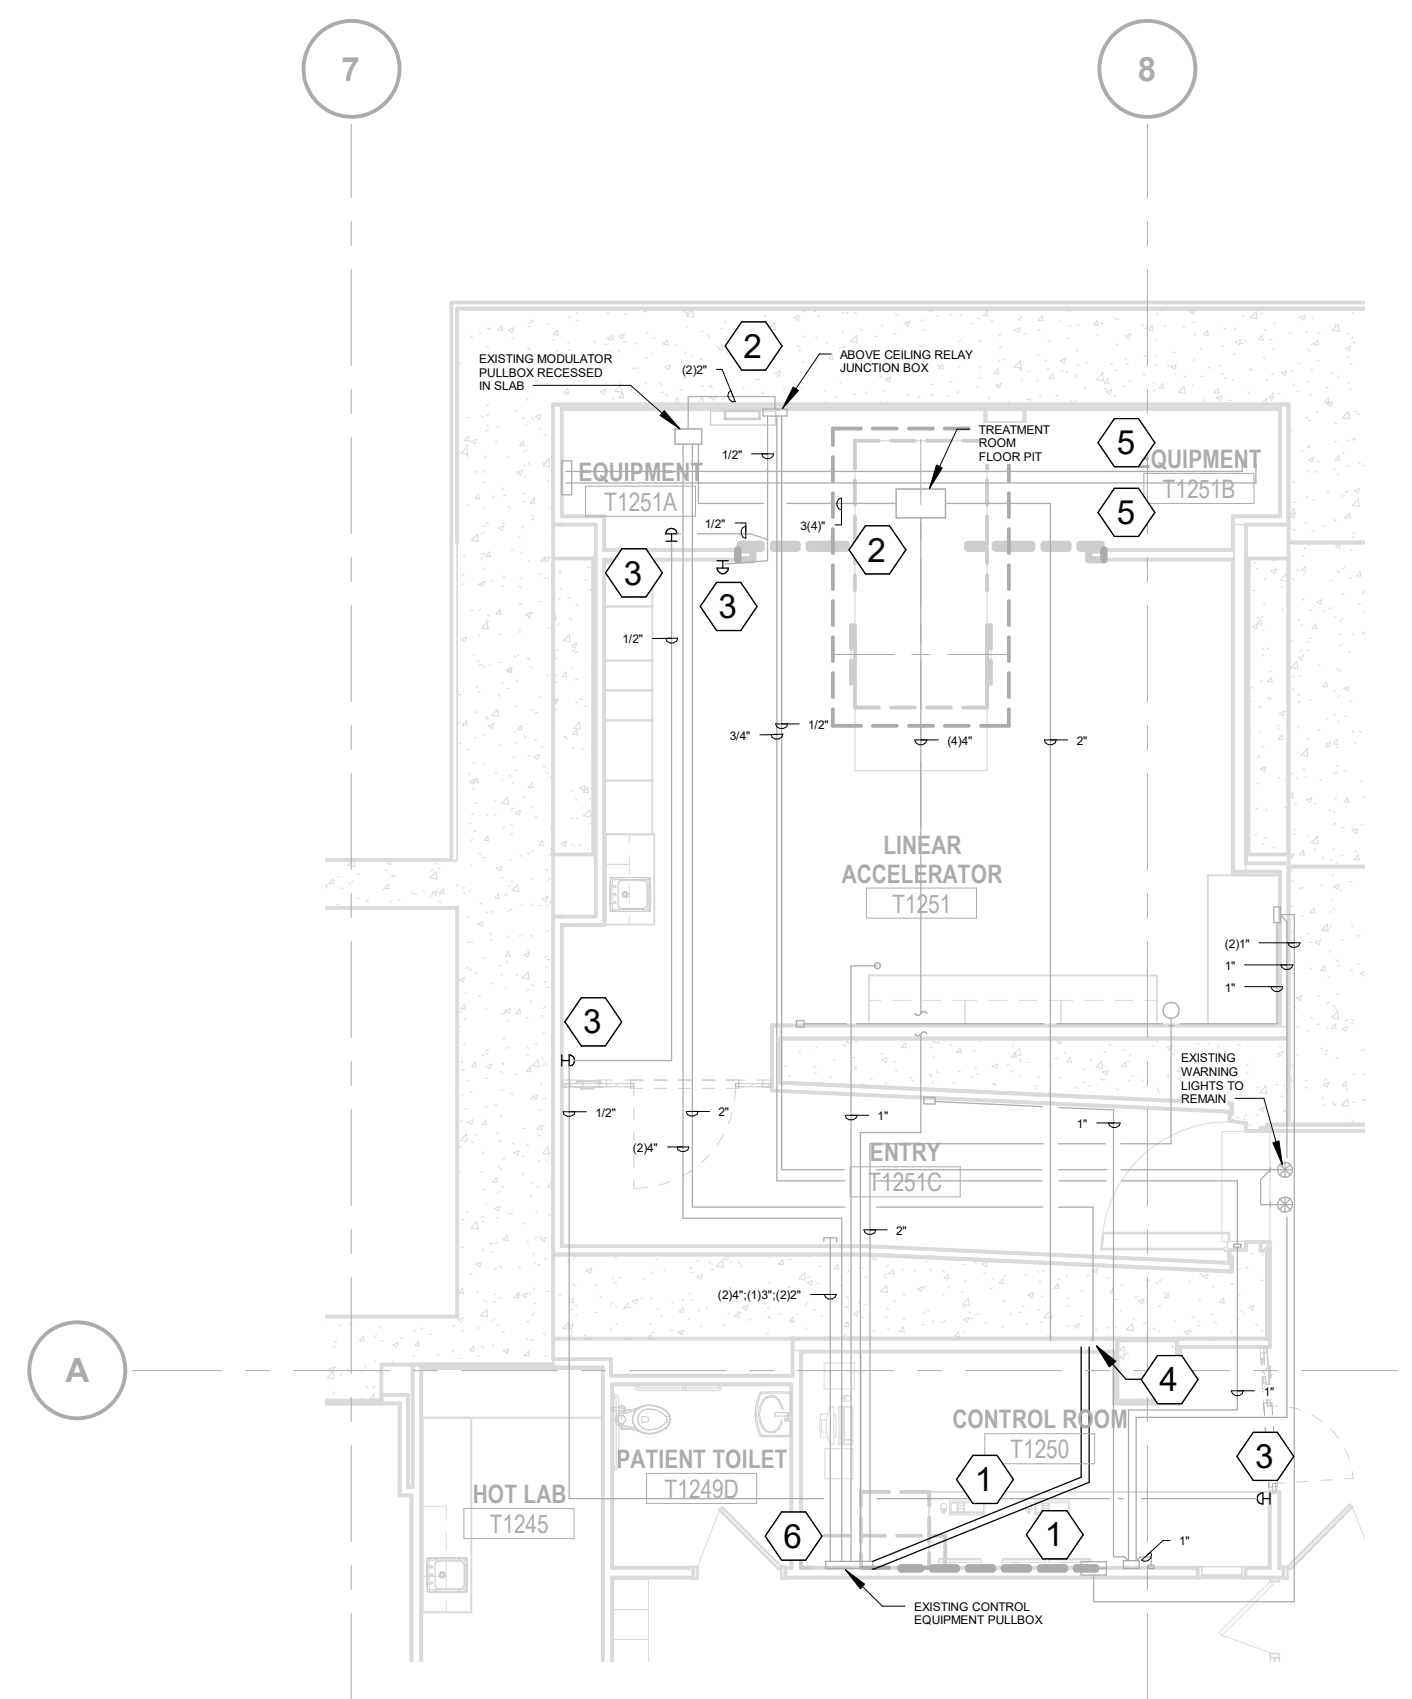 7
8
2
EXISTING MODULATOR
PULLBOX RECESSED
IN SLAB
(2)2"
ABOVE CEILING RELAY
JUNCTION BOX
TREATMENT
ROOM
FLOOR PIT
5
1/2"
EQUIPMENT
T1251A
EQUIPMENT
T1251B
5
1/2"
3(4)"
2
3
3
1/2"
1/2"
3/4"
(4)4"
2"
LINEAR
ACCELERATOR
T1251
(2)1"
1"
1"
3
EXISTING
WARNING
LIGHTS TO
REMAIN
1/2"
2"
1"
1"
(2)4"
ENTRY
T1251C
2"
(2)4";(1)3";(2)2"
A
4
1"
CONTROL ROOM
T1250
PATIENT TOILET
T1249D
3
1
HOT LAB
T1245
6
1
1"
EXISTING CONTROL
EQUIPMENT PULLBOX